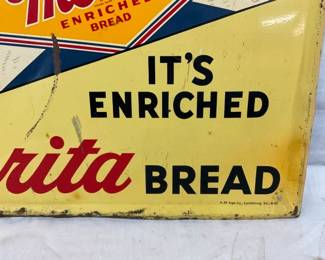 ENRICHED
BREAD
IT'S
ENRICHED
rita BREAD